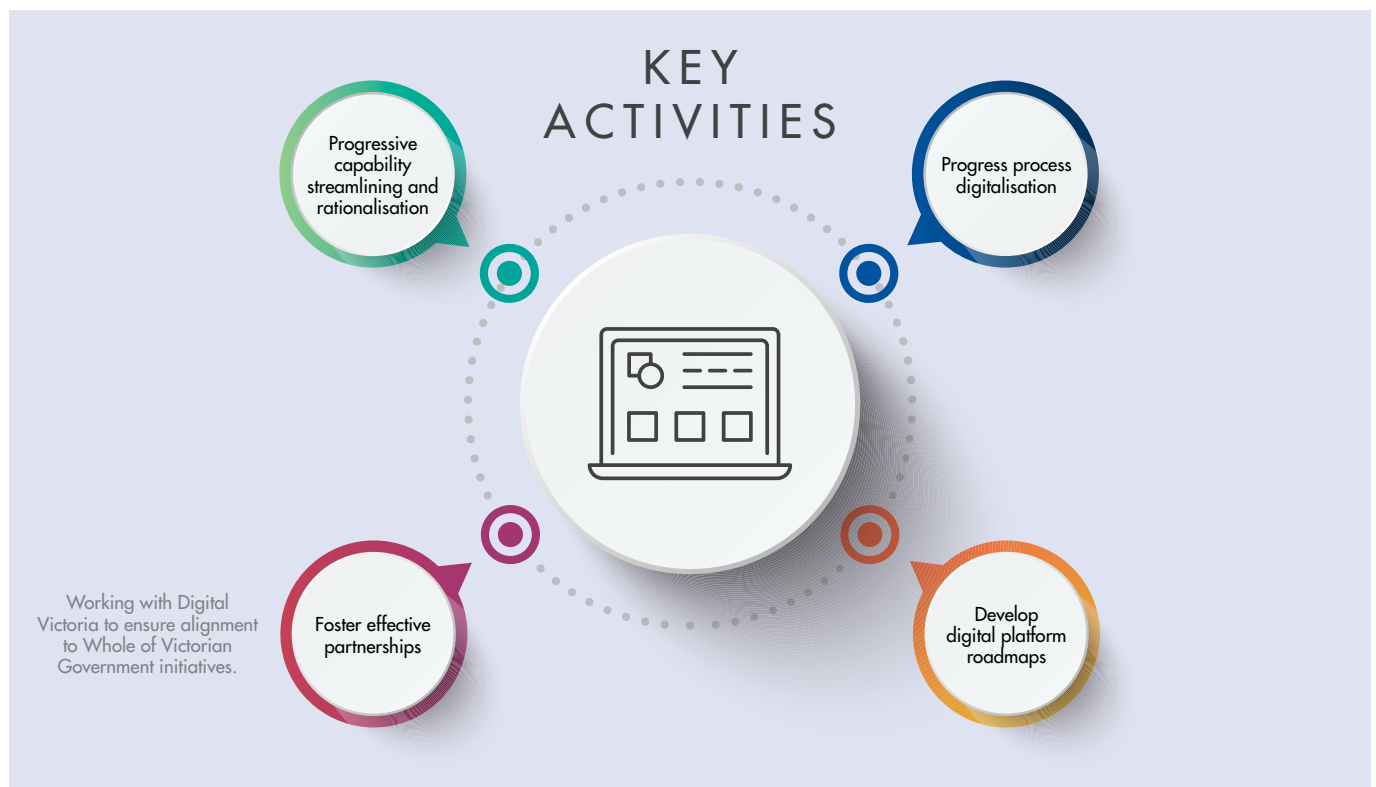 KEY
ACTIVITIES
Progressive
capability
streamlining and
rationalisation
Progress process
digitalisation
Working with Digital
Victoria to ensure alignment
to Whole of Victorian
Government initiatives.
Foster effective
partnerships
Develop
digital platform
roadmaps